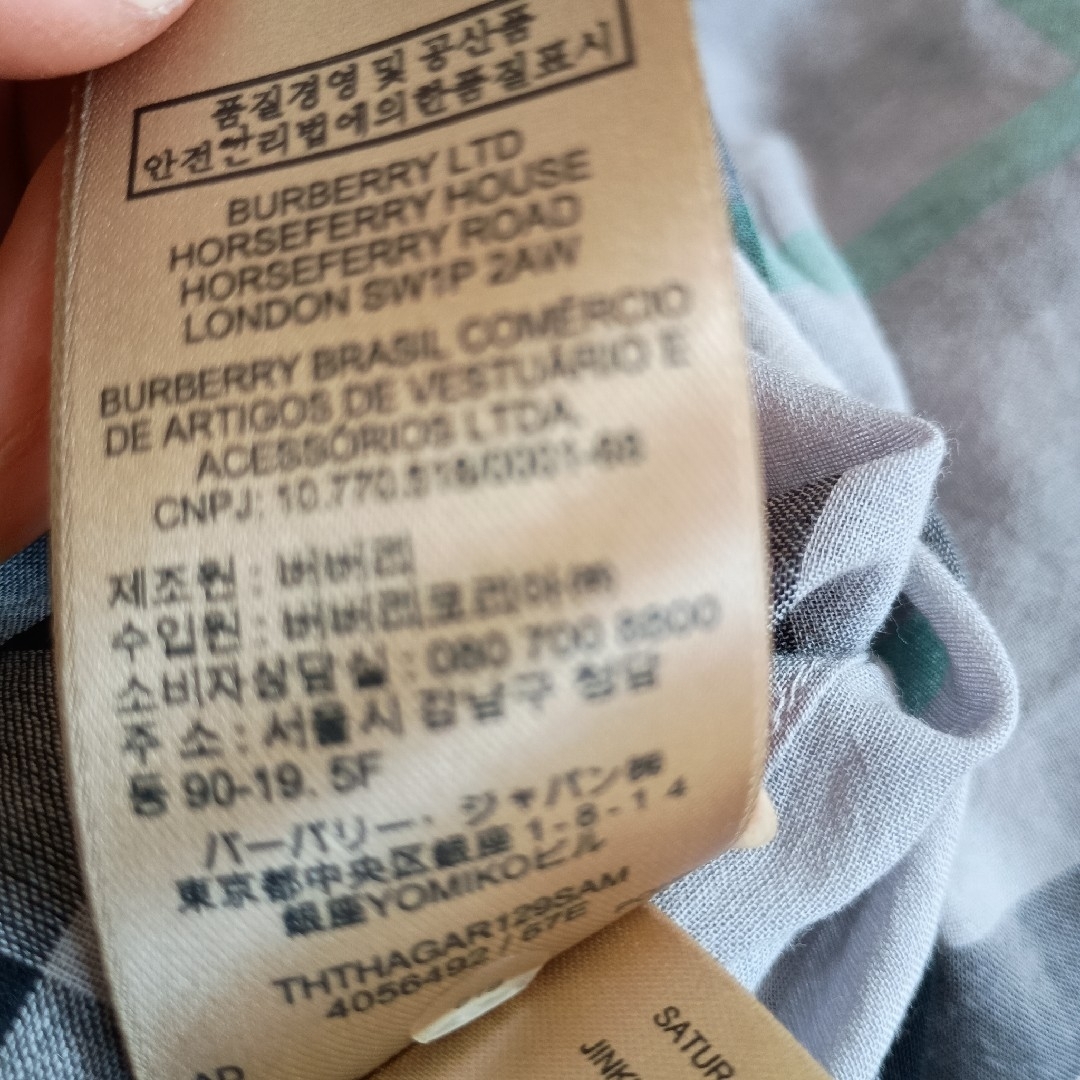 품질경영 및 공산품
안전관리법에의한품질표시
BURBERRY LTD
HORSEFERRY HOUSE
HORSEFERRY ROAD
LONDON SW1P 2AW
BURBERRY BRASIL COMÉRCIO
DE ARTIGOS DE VESTUÁRIO E
ACESSÓRIOS LTDA
CNPJ:
제조원 : 버버리
수입원 : 버버리코리아㈜
소비자상담실 : 080 700 8800
주 소 : 서울시 강남구 청담
동 90-19. 5F
バーバリー・ジャパン㈱
東京都中央区銀座 1-8-14
銀座YOMIKOビル
THTHAGAR129SAM
4056492 / 67E
SATUR
JINK